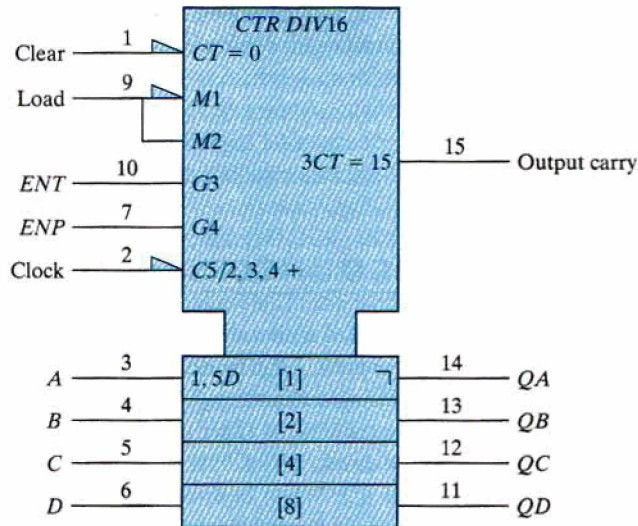 CTR DIV16
Clear 1 CT = 0
Load 9 M1
M2
3CT = 15 15 Output carry
ENT 10 G3
ENP 7 G4
Clock 2 C5/2, 3, 4 +
A 3 1, 5D [1] ¬ 14 QA
B 4 [2] 13 QB
C 5 [4] 12 QC
D 6 [8] 11 QD